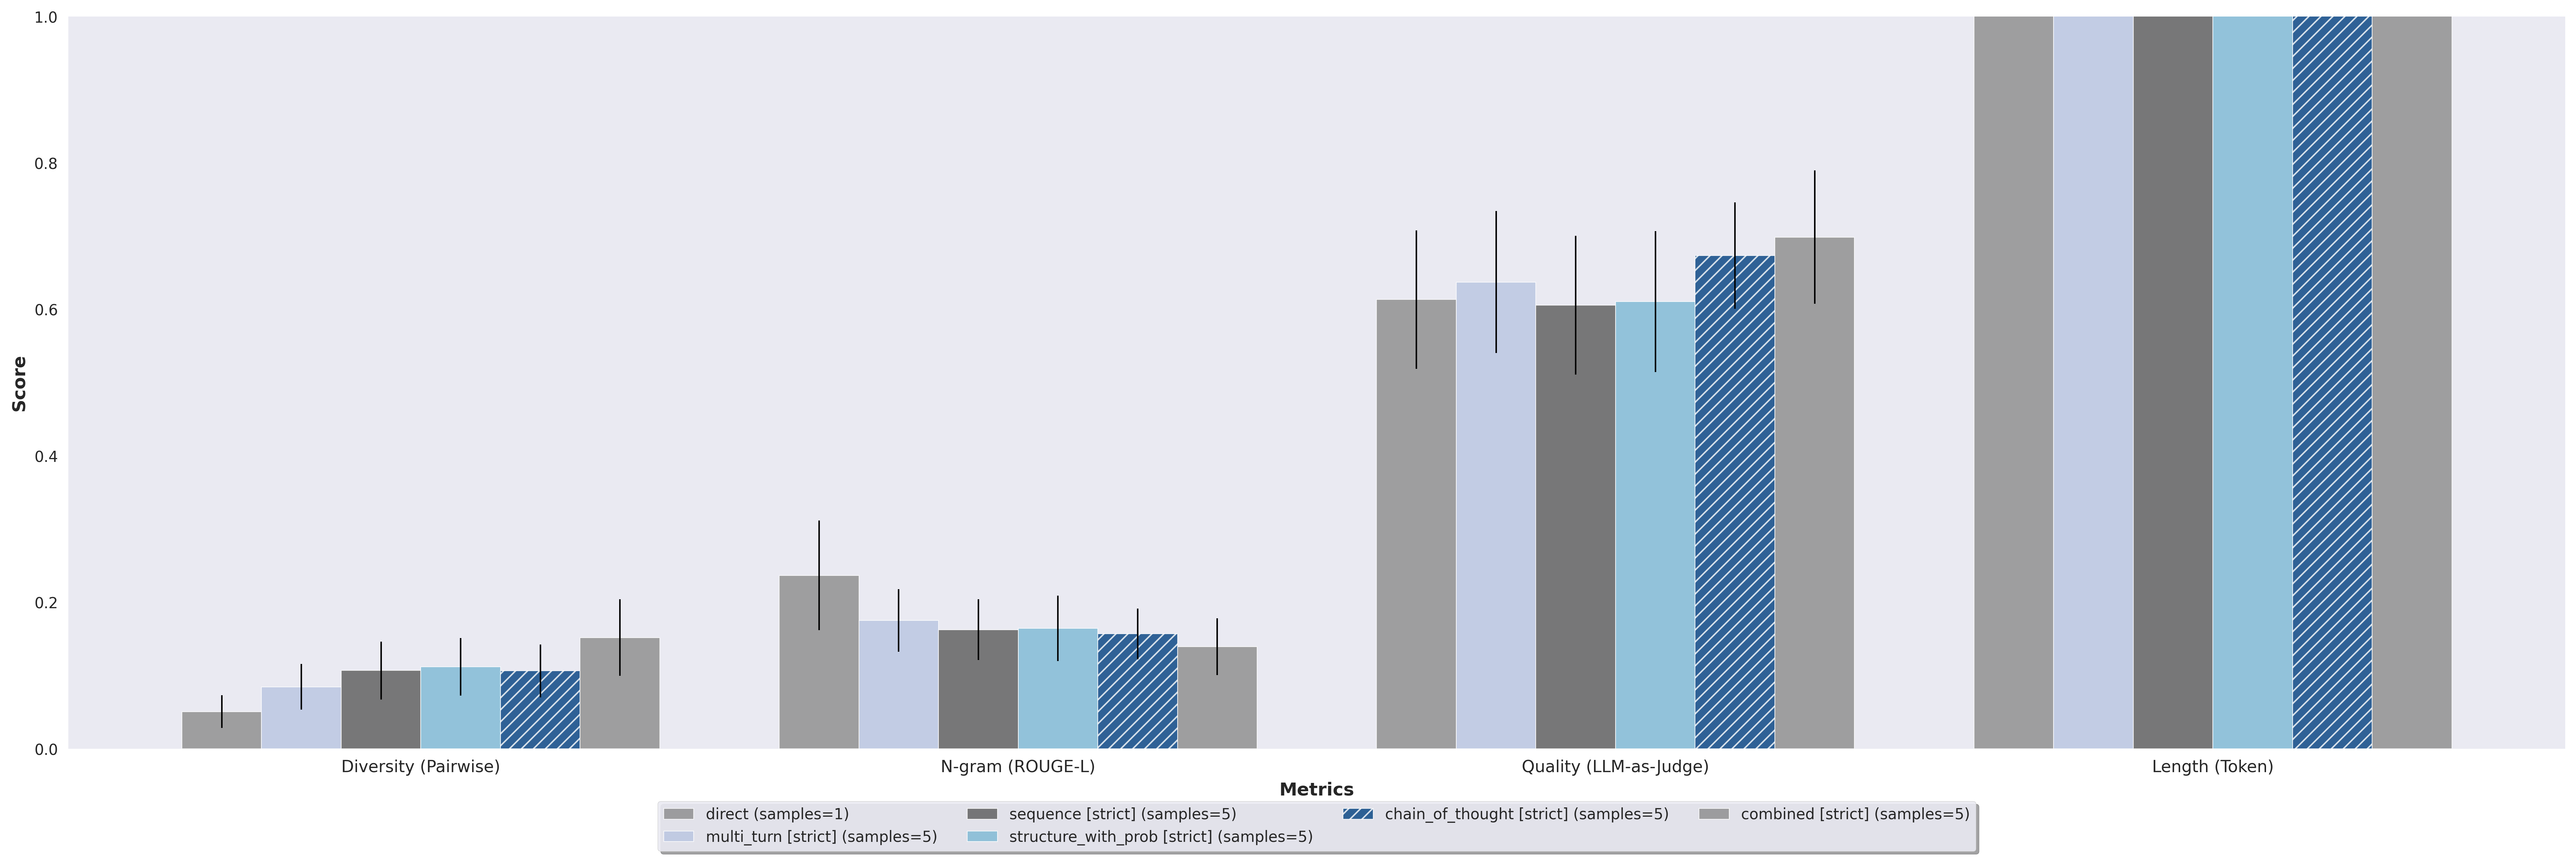 1.0
0.8
0.6
0.4
0.2
0.0
Score
Diversity (Pairwise)
N-gram (ROUGE-L)
Quality (LLM-as-Judge)
Length (Token)
Metrics
direct (samples=1)
multi_turn [strict] (samples=5)
sequence [strict] (samples=5)
structure_with_prob [strict] (samples=5)
chain_of_thought [strict] (samples=5)
combined [strict] (samples=5)